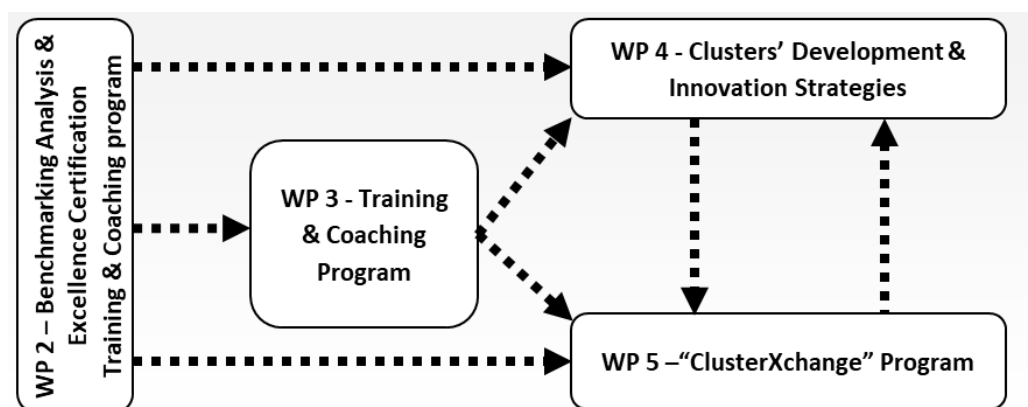 WP 2 – Benchmarking Analysis &
Excellence Certification
Training & Coaching program
WP 3 - Training
& Coaching
Program
WP 4 - Clusters’ Development &
Innovation Strategies
WP 5 –“ClusterXchange” Program